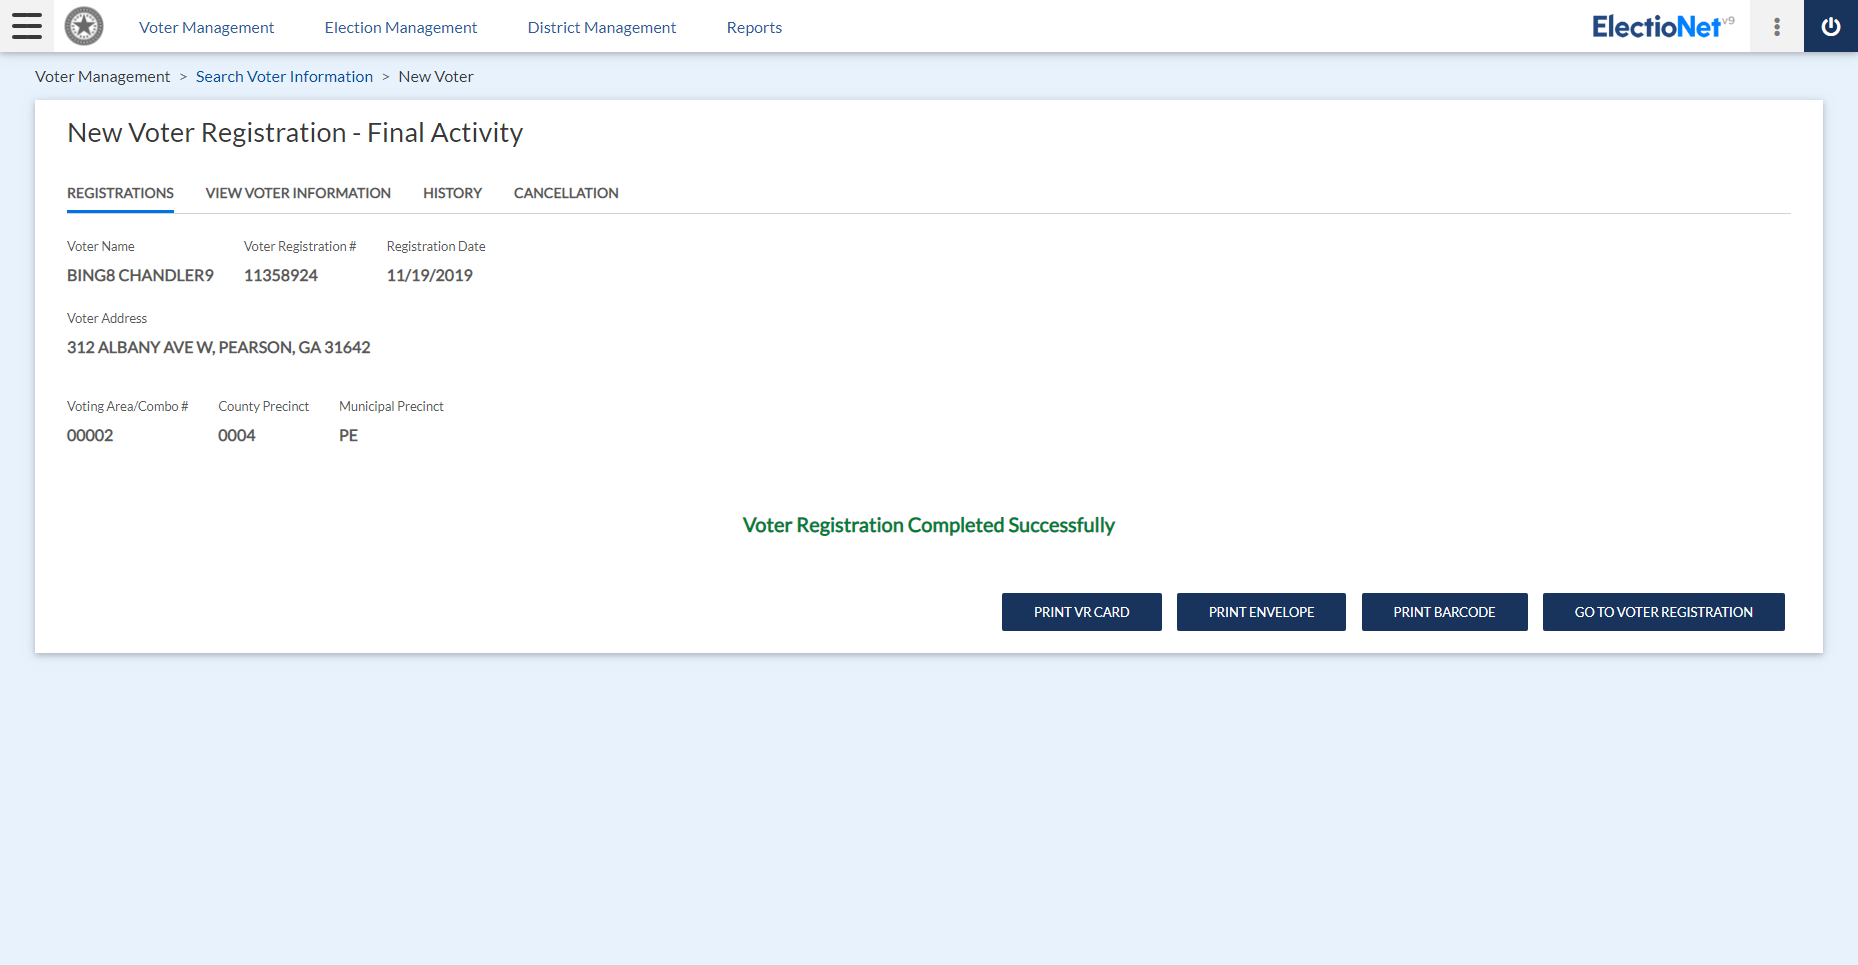 Voter Management Election Management District Management Reports ElectioNet v9
Voter Management > Search Voter Information > New Voter
New Voter Registration - Final Activity
REGISTRATIONS VIEW VOTER INFORMATION HISTORY CANCELLATION
Voter Name Voter Registration # Registration Date
BING8 CHANDLER9 11358924 11/19/2019
Voter Address
312 ALBANY AVE W, PEARSON, GA 31642
Voting Area/Combo # County Precinct Municipal Precinct
00002 0004 PE
Voter Registration Completed Successfully
PRINT VR CARD PRINT ENVELOPE PRINT BARCODE GO TO VOTER REGISTRATION